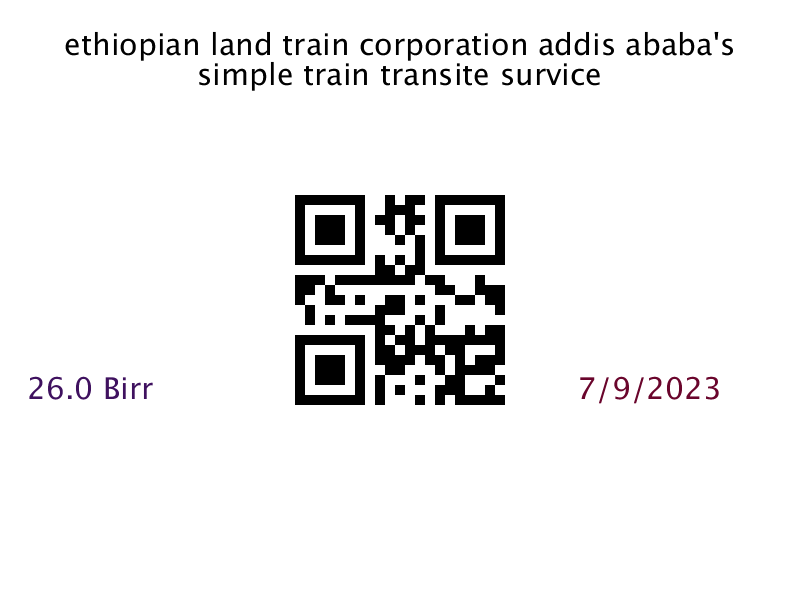 ethiopian land train corporation addis ababa's
simple train transite survice
26.0 Birr
7/9/2023